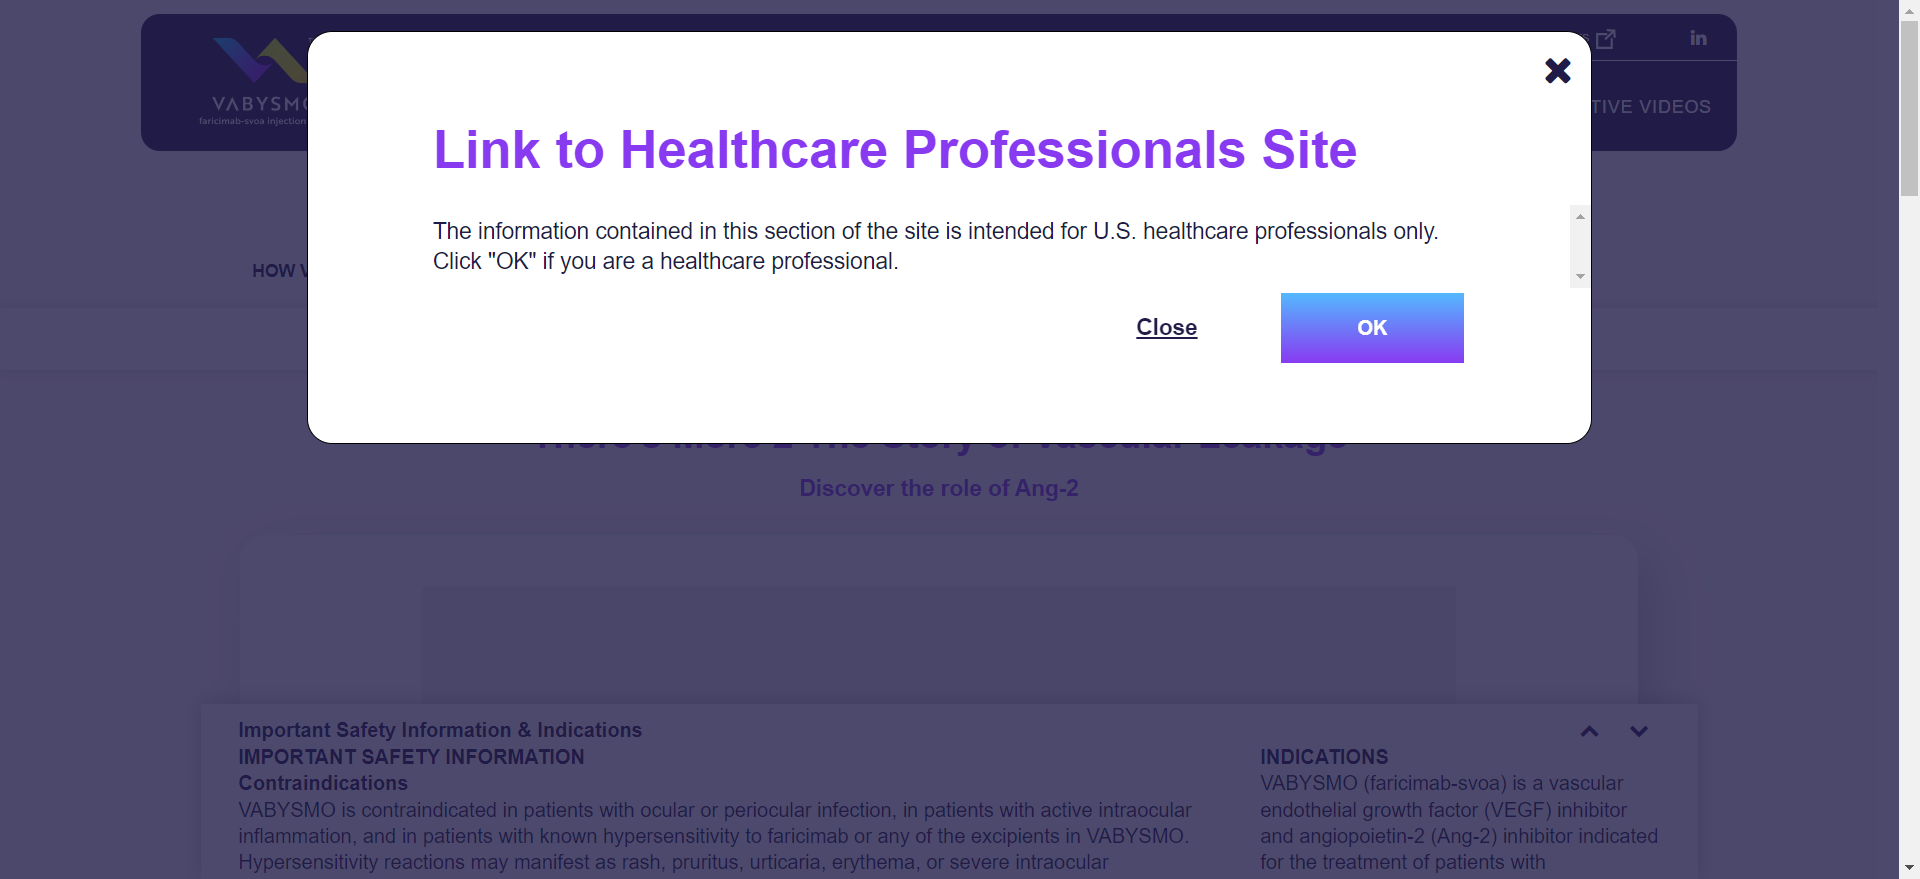 VABYSMO
faricimab-svoa injection
in
VIDEOS
Link to Healthcare Professionals Site
The information contained in this section of the site is intended for U.S. healthcare professionals only.
Click "OK" if you are a healthcare professional.
HOW
Close
OK
Discover the role of Ang-2
Important Safety Information & Indications
IMPORTANT SAFETY INFORMATION
Contraindications
VABYSMO is contraindicated in patients with ocular or periocular infection, in patients with active intraocular
inflammation, and in patients with known hypersensitivity to faricimab or any of the excipients in VABYSMO.
Hypersensitivity reactions may manifest as rash, pruritus, urticaria, erythema, or severe intraocular
INDICATIONS
VABYSMO (faricimab-svoa) is a vascular
endothelial growth factor (VEGF) inhibitor
and angiopoietin-2 (Ang-2) inhibitor indicated
for the treatment of patients with